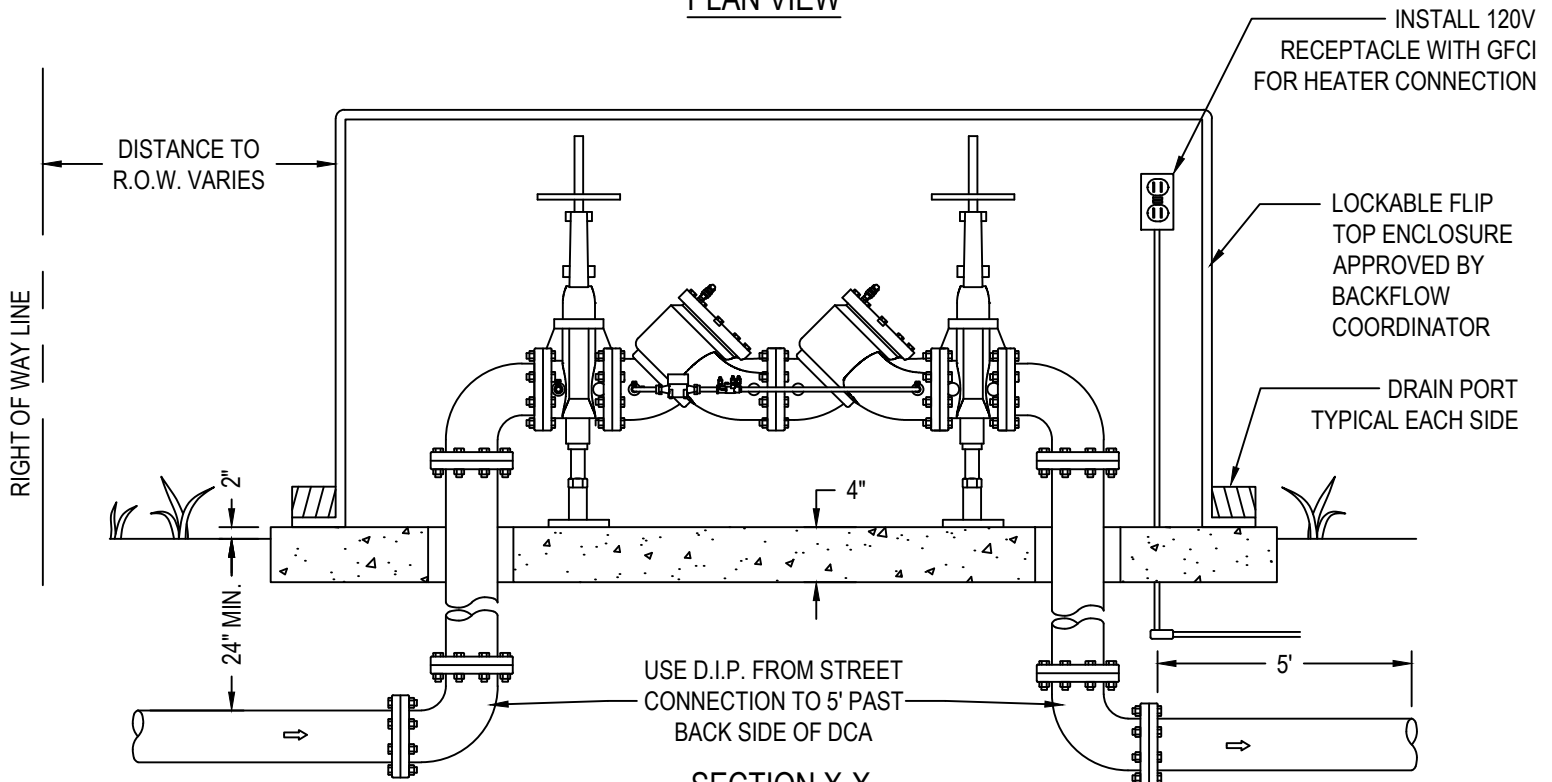 PLAN VIEW
INSTALL 120V
RECEPTACLE WITH GFCI
FOR HEATER CONNECTION
DISTANCE TO
R.O.W. VARIES
LOCKABLE FLIP
TOP ENCLOSURE
APPROVED BY
BACKFLOW
COORDINATOR
RIGHT OF WAY LINE
DRAIN PORT
TYPICAL EACH SIDE
2"
4"
24" MIN.
USE D.I.P. FROM STREET
CONNECTION TO 5' PAST
BACK SIDE OF DCA
5'
SECTION X-X